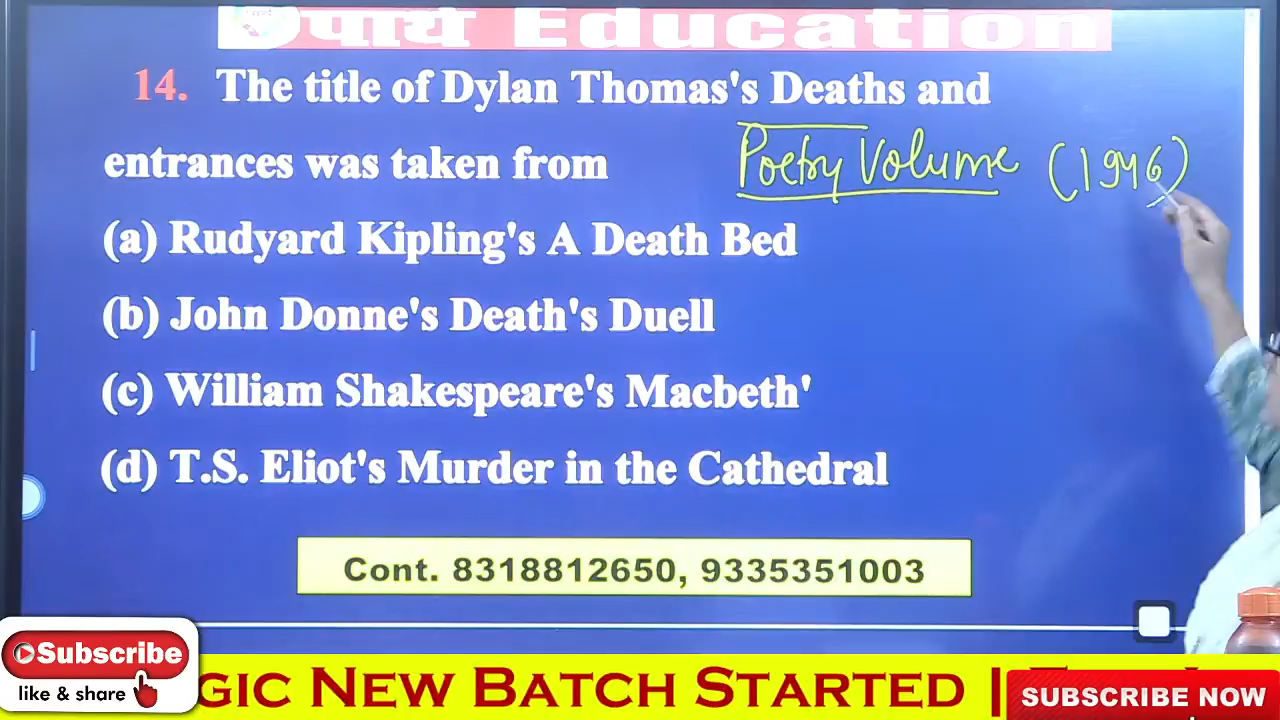 उपाय Education
14. The title of Dylan Thomas's Deaths and
entrances was taken from
Poetry Volume (1946)
(a) Rudyard Kipling's A Death Bed
(b) John Donne's Death's Duell
(c) William Shakespeare's Macbeth'
(d) T.S. Eliot's Murder in the Cathedral
Cont. 8318812650, 9335351003
Subscribe
like & share
GIC NEW BATCH STARTED |
SUBSCRIBE NOW